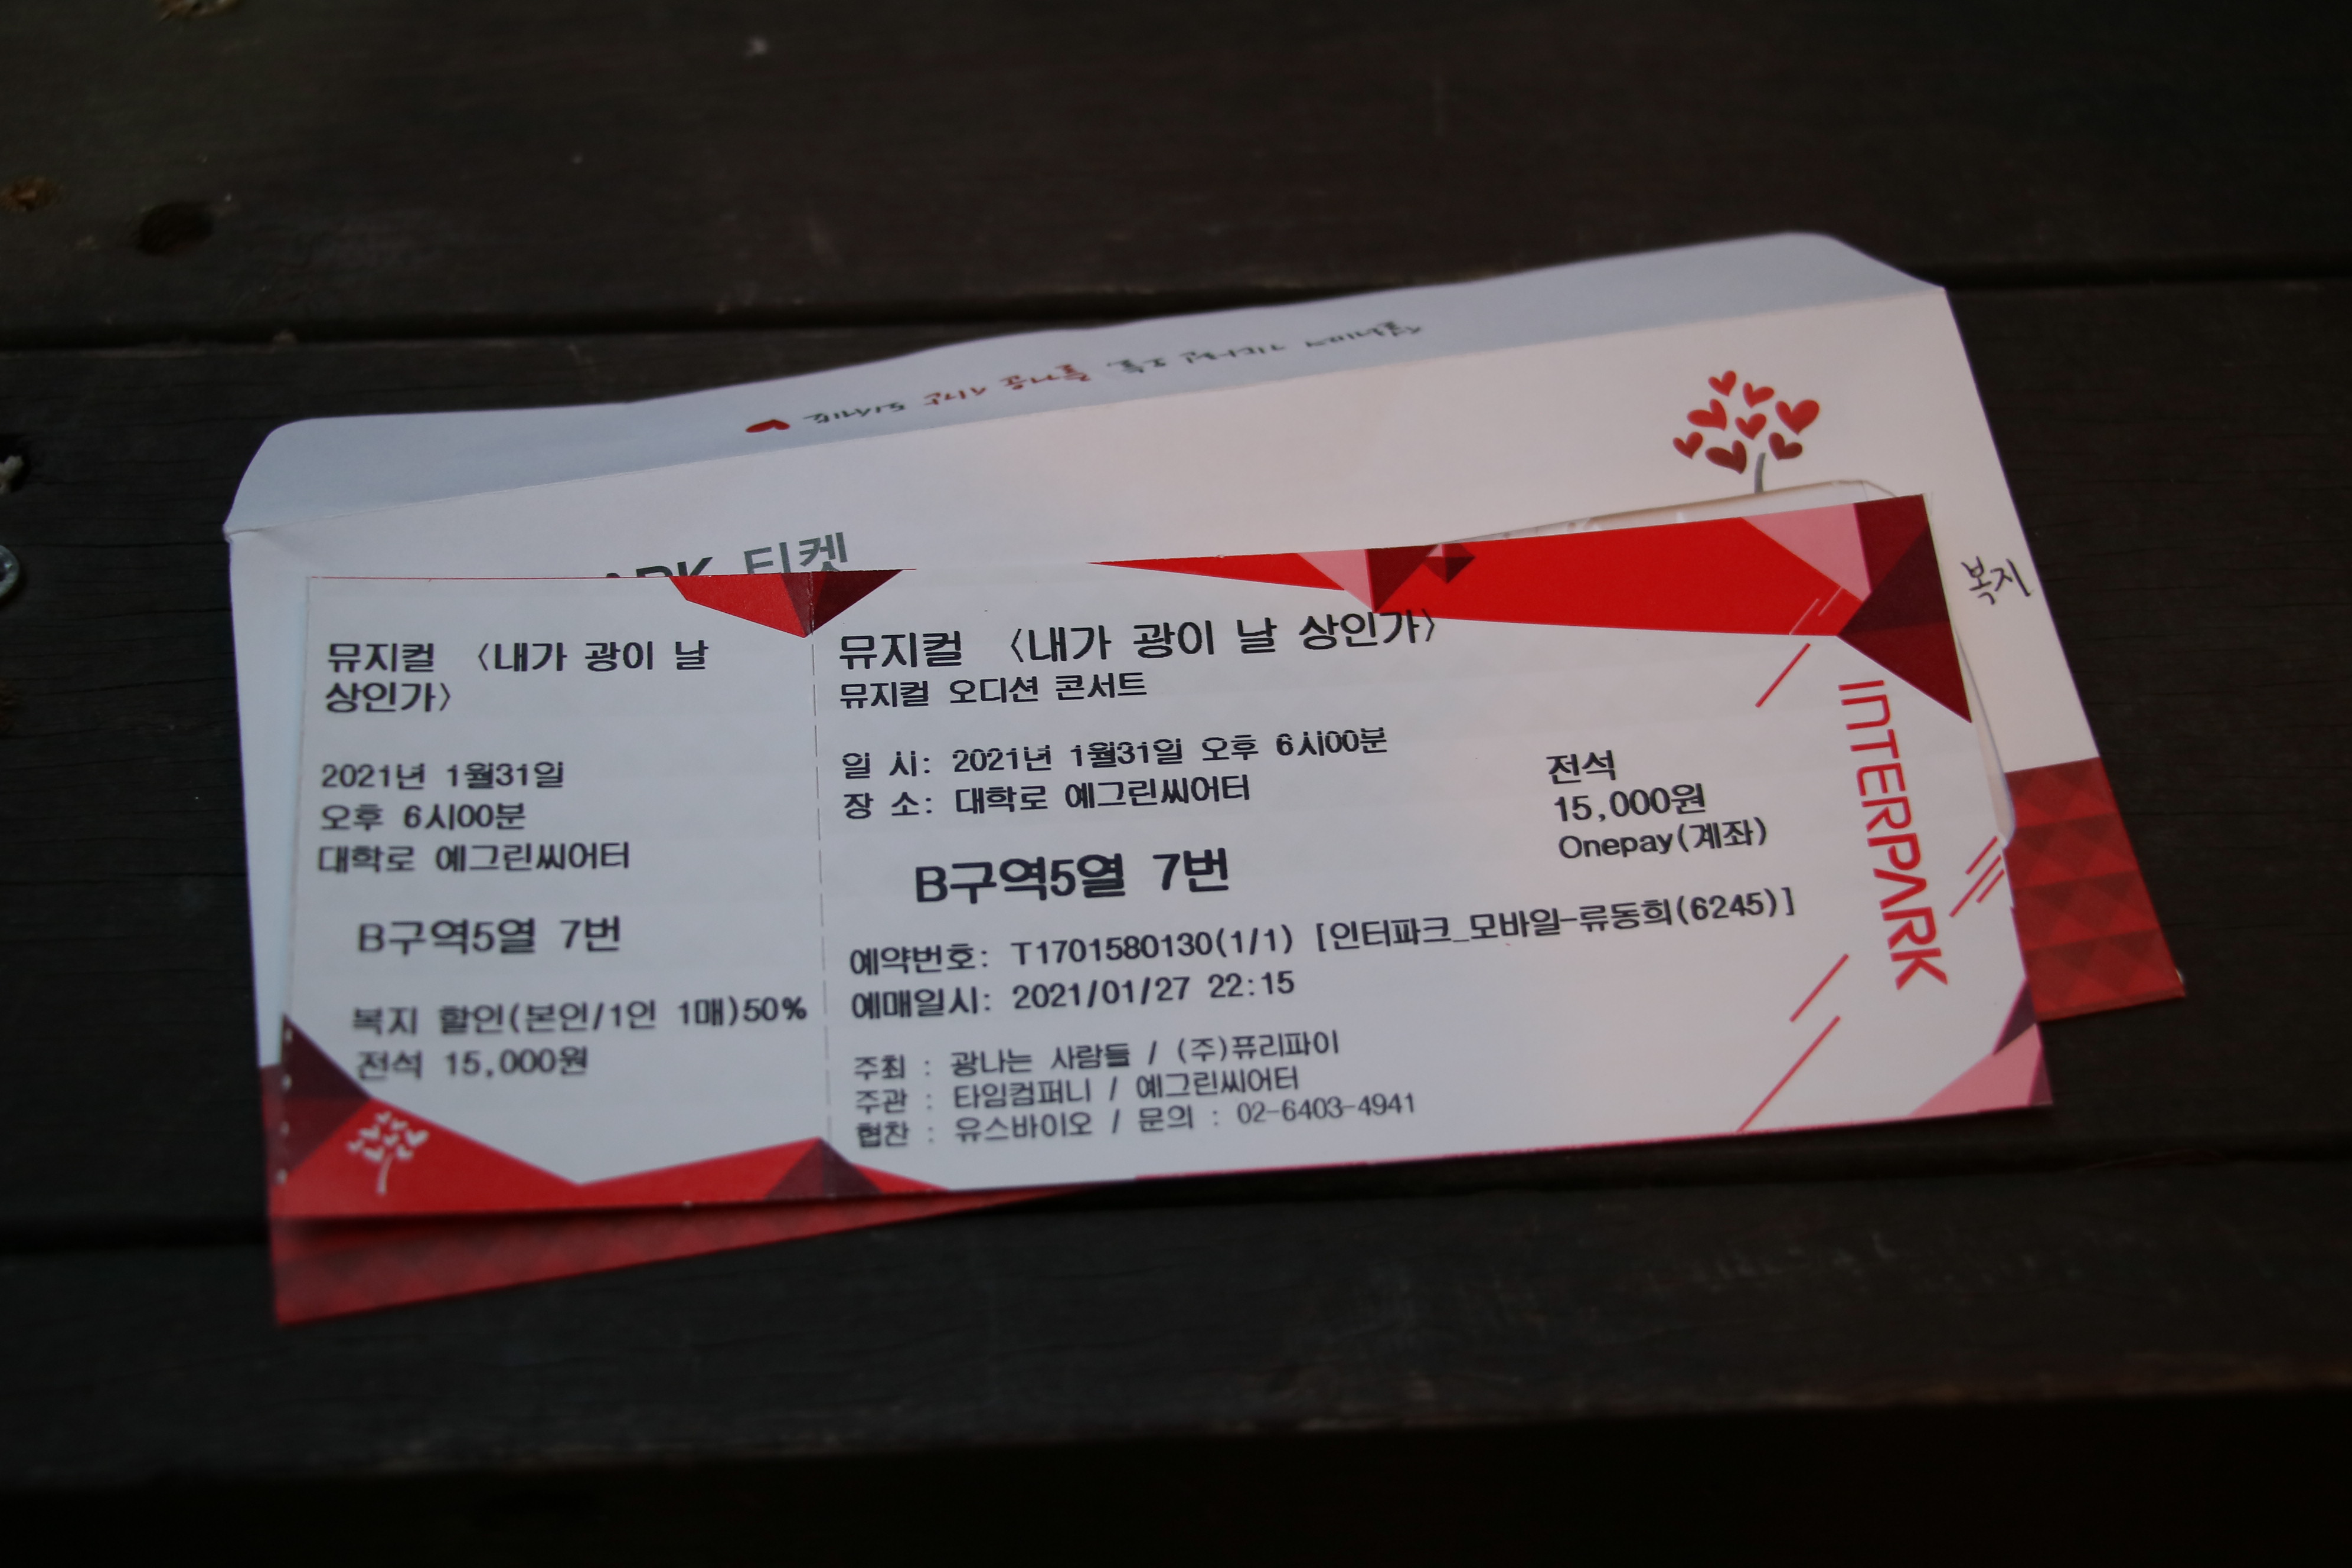 ARK 티켓
복지
뮤지컬 〈내가 광이 날
상인가〉
2021년 1월31일
오후 6시00분
대학로 예그린씨어터
B구역5열 7번
복지 할인(본인/1인 1매)50%
전석 15,000원
뮤지컬 〈내가 광이 날 상인가〉
뮤지컬 오디션 콘서트
일 시: 2021년 1월31일 오후 6시00분
장 소: 대학로 예그린씨어터
전석
15,000원
Onepay(계좌)
B구역5열 7번
예약번호: T1701580130(1/1) [인터파크_모바일-류동희(6245)]
예매일시: 2021/01/27 22:15
주최 : 광나는 사람들 / (주)퓨리파이
주관 : 타임컴퍼니 / 예그린씨어터
협찬 : 유스바이오 / 문의 : 02-6403-4941
INTERPARK